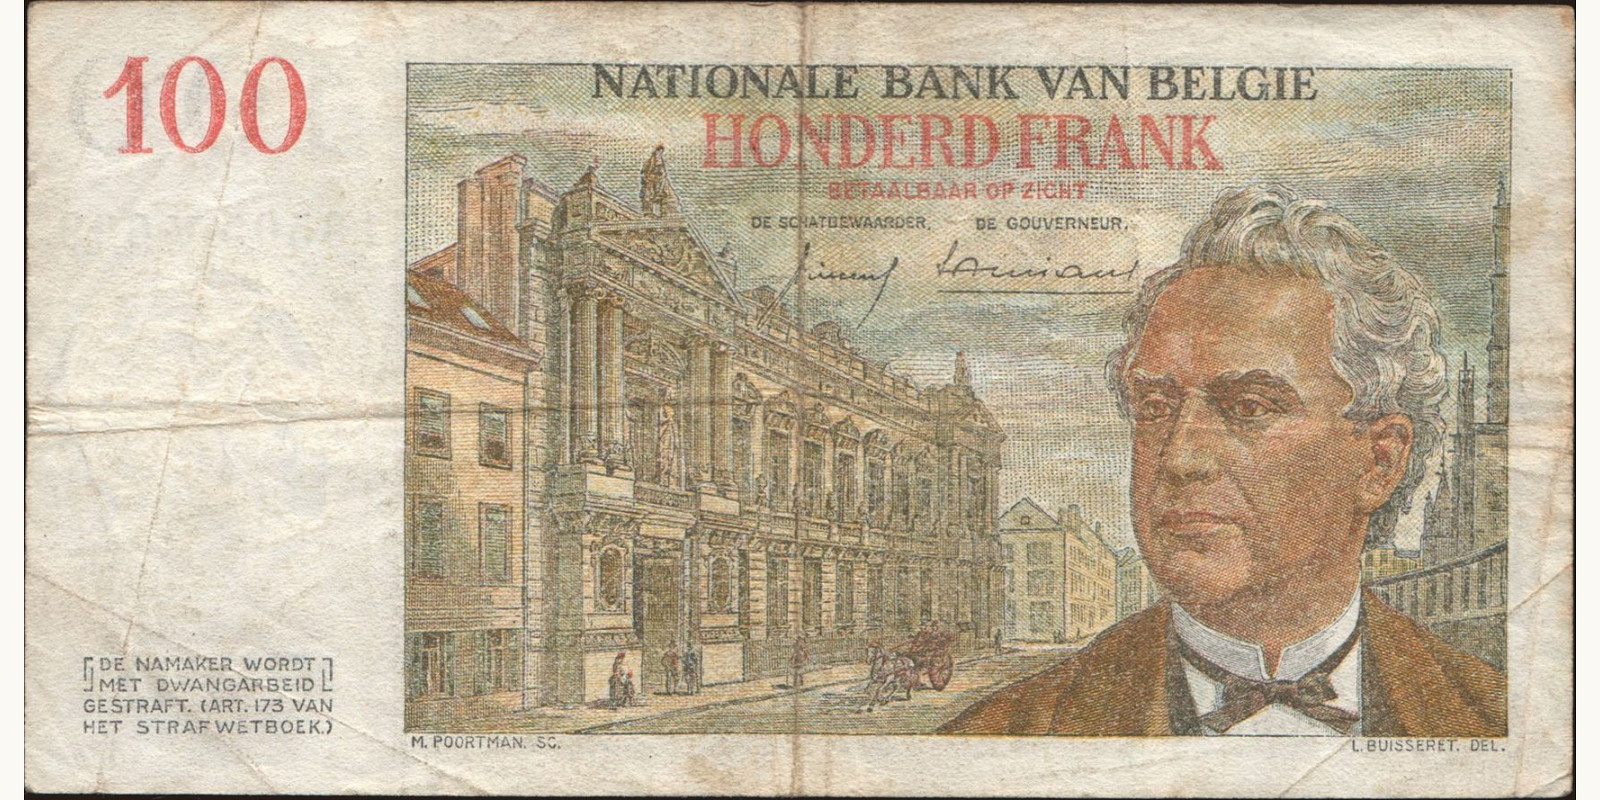 100
NATIONALE BANK VAN BELGIE
HONDERD FRANK
BETAALBAAR OP ZICHT
DE SCHATBEWAARDER, DE GOUVERNEUR,
DE NAMAKER WORDT
MET DWANGARBEID
GESTRAFT. (ART. 173 VAN
HET STRAFWETBOEK.)
M. POORTMAN. SC.
L. BUISSERET. DEL.